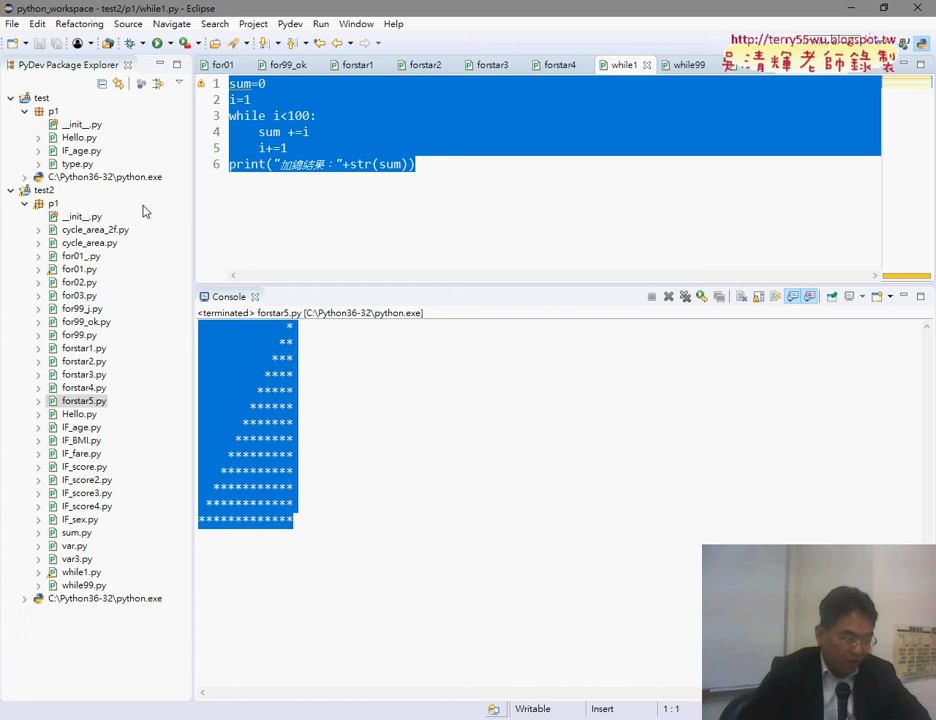 python_workspace - test2/p1/while1.py - Eclipse
File Edit Refactoring Source Navigate Search Project Pydev Run Window Help
http://terry55wu.blogspot.tw
吳清輝老師錄製
PyDev Package Explorer
for01 for99_ok forstar1 forstar2 forstar3 forstar4 while1 while99
test
p1
__init__.py
Hello.py
IF_age.py
type.py
C:\Python36-32\python.exe
test2
p1
__init__.py
cycle_area_2f.py
cycle_area.py
for01_.py
for01.py
for02.py
for03.py
for99_j.py
for99_ok.py
for99.py
forstar1.py
forstar2.py
forstar3.py
forstar4.py
forstar5.py
Hello.py
IF_age.py
IF_BMI.py
IF_fare.py
IF_score.py
IF_score2.py
IF_score3.py
IF_score4.py
IF_sex.py
sum.py
var.py
var3.py
while1.py
while99.py
C:\Python36-32\python.exe
1 sum=0
2 i=1
3 while i<100:
4     sum +=i
5     i+=1
6 print("加總結果："+str(sum))
Console
<terminated> forstar5.py [C:\Python36-32\python.exe]
            *
           **
          ***
         ****
        *****
       ******
      *******
     ********
    *********
   **********
  ***********
 ************
*************
Writable Insert 1 : 1